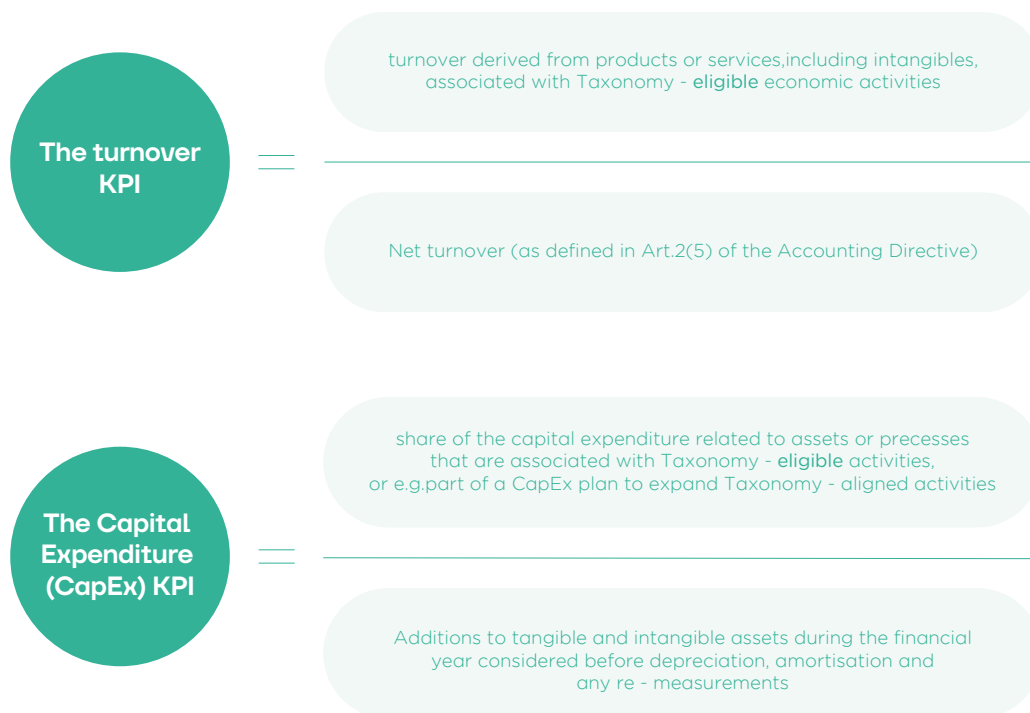 turnover derived from products or services,including intangibles,
associated with Taxonomy - eligible economic activities
The turnover
KPI
=
Net turnover (as defined in Art.2(5) of the Accounting Directive)
share of the capital expenditure related to assets or precesses
that are associated with Taxonomy - eligible activities,
or e.g.part of a CapEx plan to expand Taxonomy - aligned activities
The Capital
Expenditure
(CapEx) KPI
=
Additions to tangible and intangible assets during the financial
year considered before depreciation, amortisation and
any re - measurements